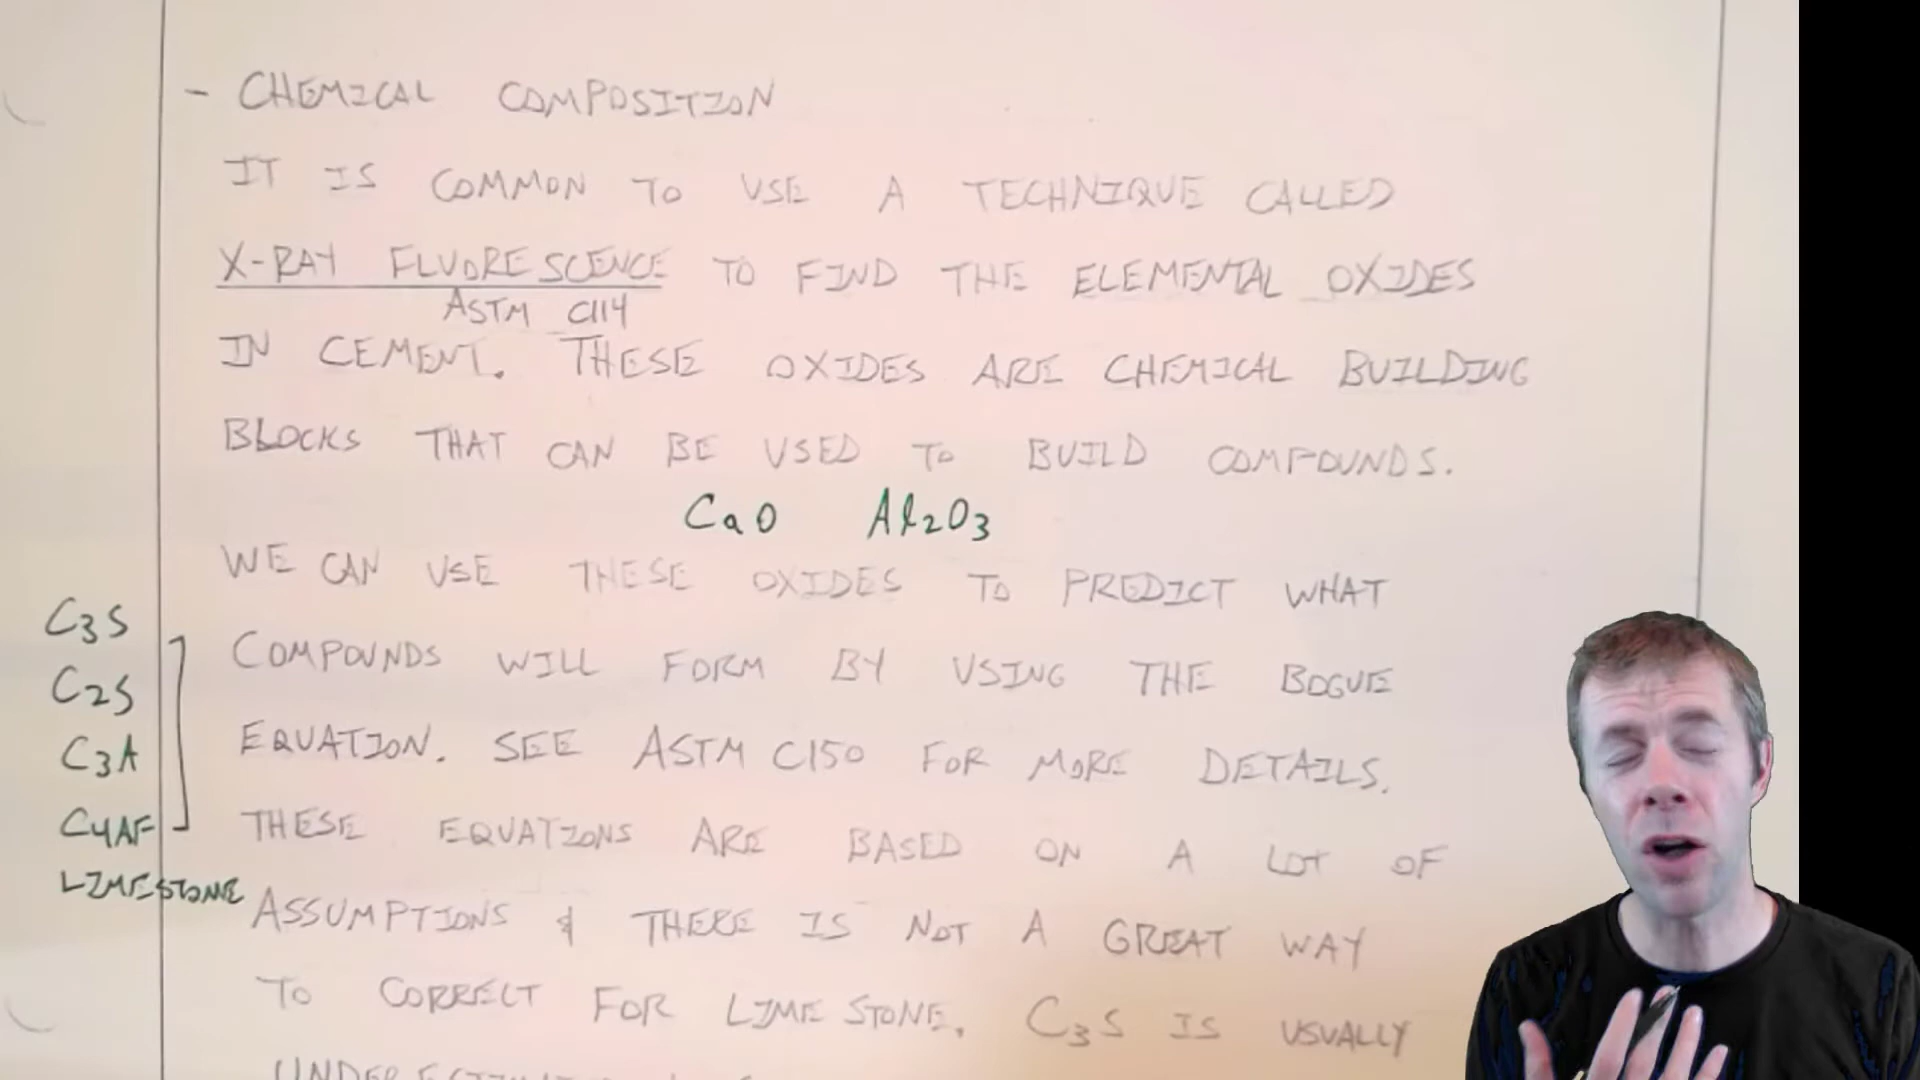 - CHEMICAL COMPOSITION
IT IS COMMON TO USE A TECHNIQUE CALLED
X-RAY FLUORESCENCE TO FIND THE ELEMENTAL OXIDES
ASTM C114
IN CEMENT. THESE OXIDES ARE CHEMICAL BUILDING
BLOCKS THAT CAN BE USED TO BUILD COMPOUNDS.
CaO Al2O3
WE CAN USE THESE OXIDES TO PREDICT WHAT
C3S
COMPOUNDS WILL FORM BY USING THE BOGUE
C2S
EQUATION. SEE ASTM C150 FOR MORE DETAILS.
C3A
THESE EQUATIONS ARE BASED ON A LOT OF
C4AF
LIMESTONE
ASSUMPTIONS & THERE IS NOT A GREAT WAY
TO CORRECT FOR LIMESTONE. C3S IS USUALLY